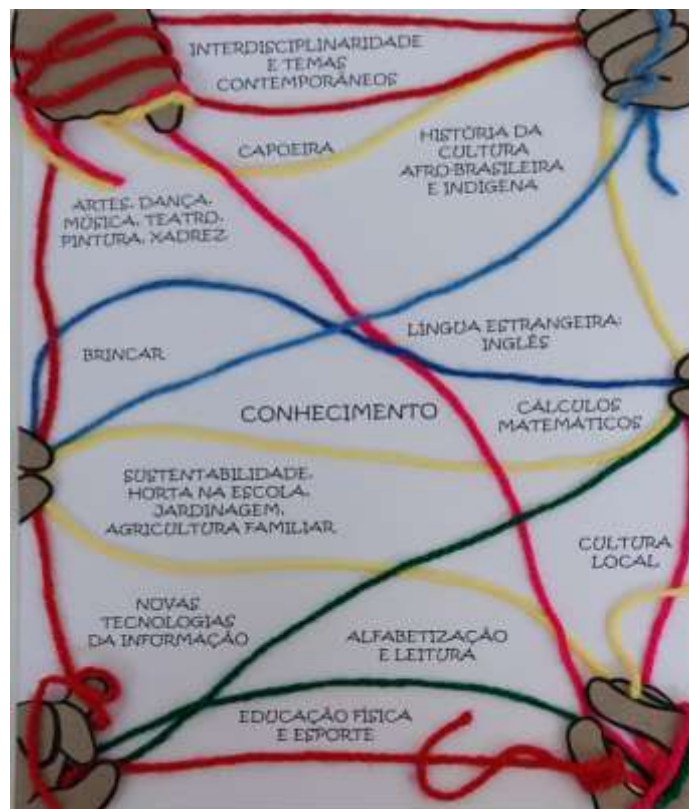 INTERDISCIPLINARIDADE
E TEMAS
CONTEMPORÂNEOS
CAPOEIRA
HISTÓRIA DA
CULTURA
AFRO-BRASILEIRA
E INDIGENA
ARTES, DANÇA,
MÚSICA, TEATRO,
PINTURA, XADREZ
LÍNGUA ESTRANGEIRA:
INGLÊS
BRINCAR
CONHECIMENTO
CÁLCULOS
MATEMÁTICOS
SUSTENTABILIDADE,
HORTA NA ESCOLA,
JARDINAGEM,
AGRICULTURA FAMILIAR
CULTURA
LOCAL
NOVAS
TECNOLOGIAS
DA INFORMAÇÃO
ALFABETIZAÇÃO
E LEITURA
EDUCAÇÃO FÍSICA
E ESPORTE